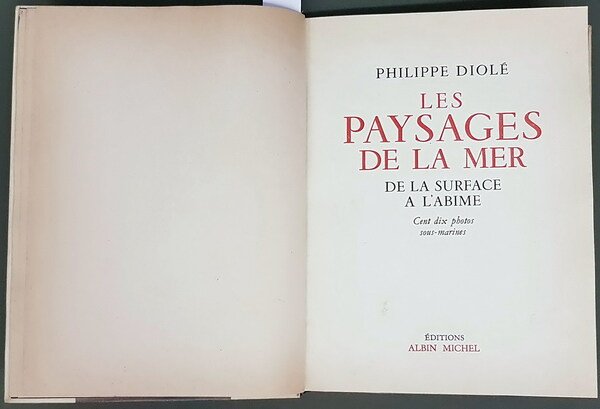 PHILIPPE DIOLÉ
LES
PAYSAGES
DE LA MER
DE LA SURFACE
A L'ABIME
Cent dix photos
sous-marines
ÉDITIONS
ALBIN MICHEL